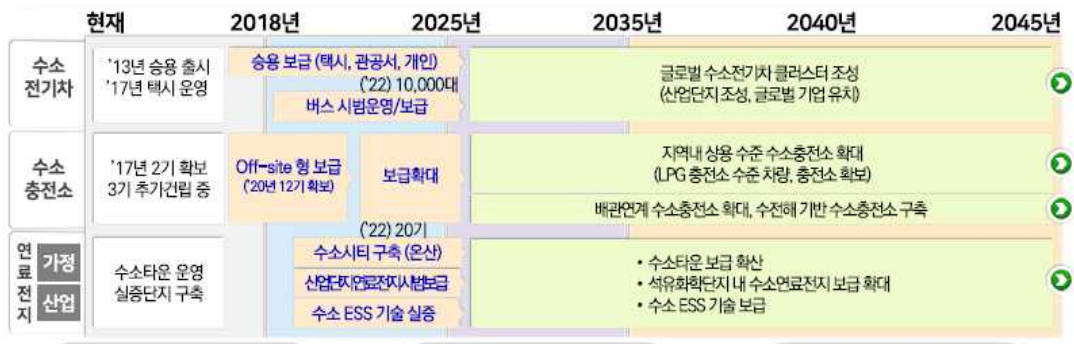 현재 2018년 2025년 2035년 2040년 2045년
수소
전기차
'13년 승용 출시
'17년 택시 운영
승용 보급 (택시, 관공서, 개인)
('22) 10,000대
버스 시범운영/보급
글로벌 수소전기차 클러스터 조성
(산업단지 조성, 글로벌 기업 유치)
수소
충전소
'17년 2기 확보
3기 추가건립 중
Off-site 형 보급
('20년 12기 확보)
보급확대
('22) 20기
지역내 상용 수준 수소충전소 확대
(LPG 충전소 수준 차량, 충전소 확보)
배관연계 수소충전소 확대, 수전해 기반 수소충전소 구축
연료전지
가정
산업
수소타운 운영
실증단지 구축
수소시티 구축 (온산)
산업단지연료전지시범보급
수소 ESS 기술 실증
• 수소타운 보급 확산
• 석유화학단지 내 수소연료전지 보급 확대
• 수소 ESS 기술 보급